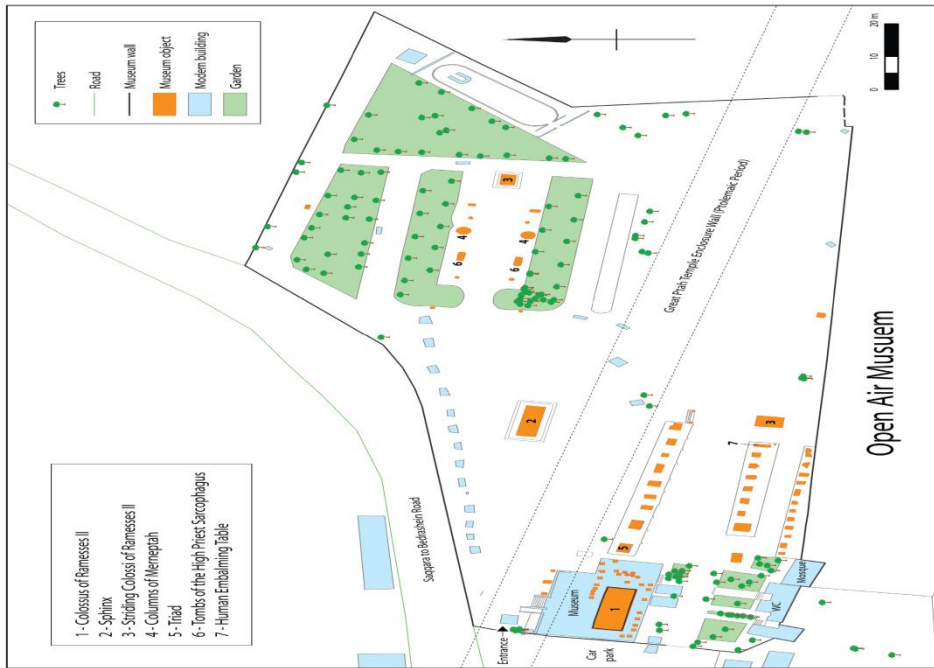 Trees
Road
Museum wall
Museum object
Modern building
Garden
0 10 20 m
1 - Colossus of Ramesses II
2 - Sphinx
3 - Striding Colossi of Ramesses II
4 - Columns of Merneptah
5 - Triad
6 - Tombs of the High Priest Sarcophagus
7 - Human Embalming Table
Saqqara to Bedrashein Road
Great Ptah Temple Enclosure Wall (Ptolemaic Period)
3
4
4
6
6
2
3
7
5
Entrance
Museum
1
Car
park
WC
Mosque
Open Air Musuem